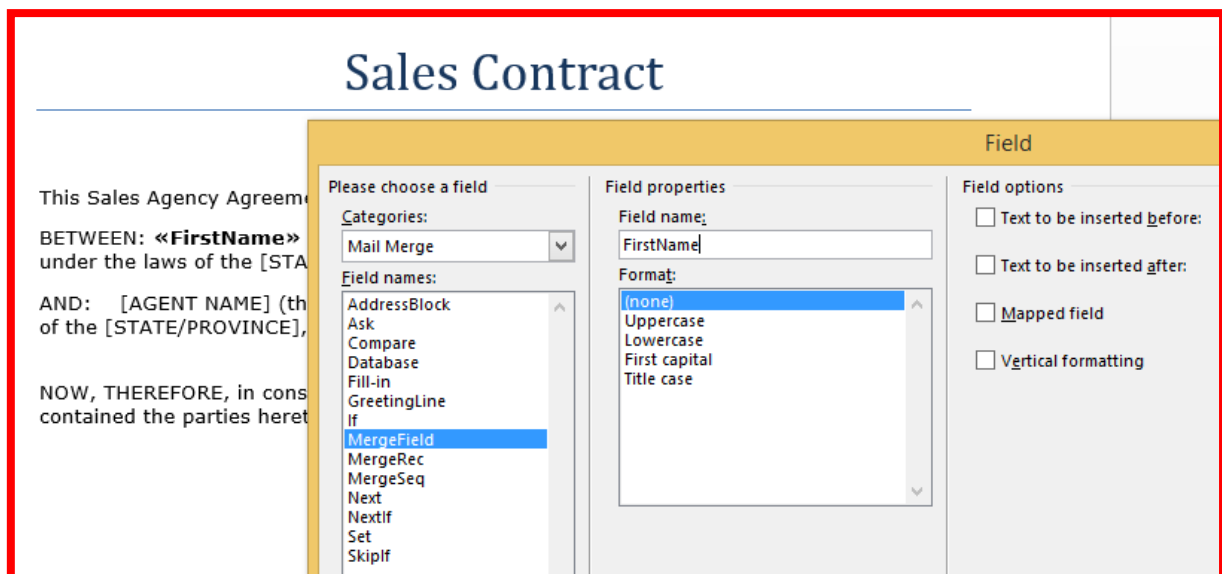 Sales Contract
Field
This Sales Agency Agreem
BETWEEN: «FirstName»
under the laws of the [STA
AND: [AGENT NAME] (th
of the [STATE/PROVINCE],
NOW, THEREFORE, in cons
contained the parties heret
Please choose a field
Categories:
Mail Merge
Field names:
AddressBlock
Ask
Compare
Database
Fill-in
GreetingLine
If
MergeField
MergeRec
MergeSeq
Next
NextIf
Set
SkipIf
Field properties
Field name:
FirstName
Format:
(none)
Uppercase
Lowercase
First capital
Title case
Field options
Text to be inserted before:
Text to be inserted after:
Mapped field
Vertical formatting